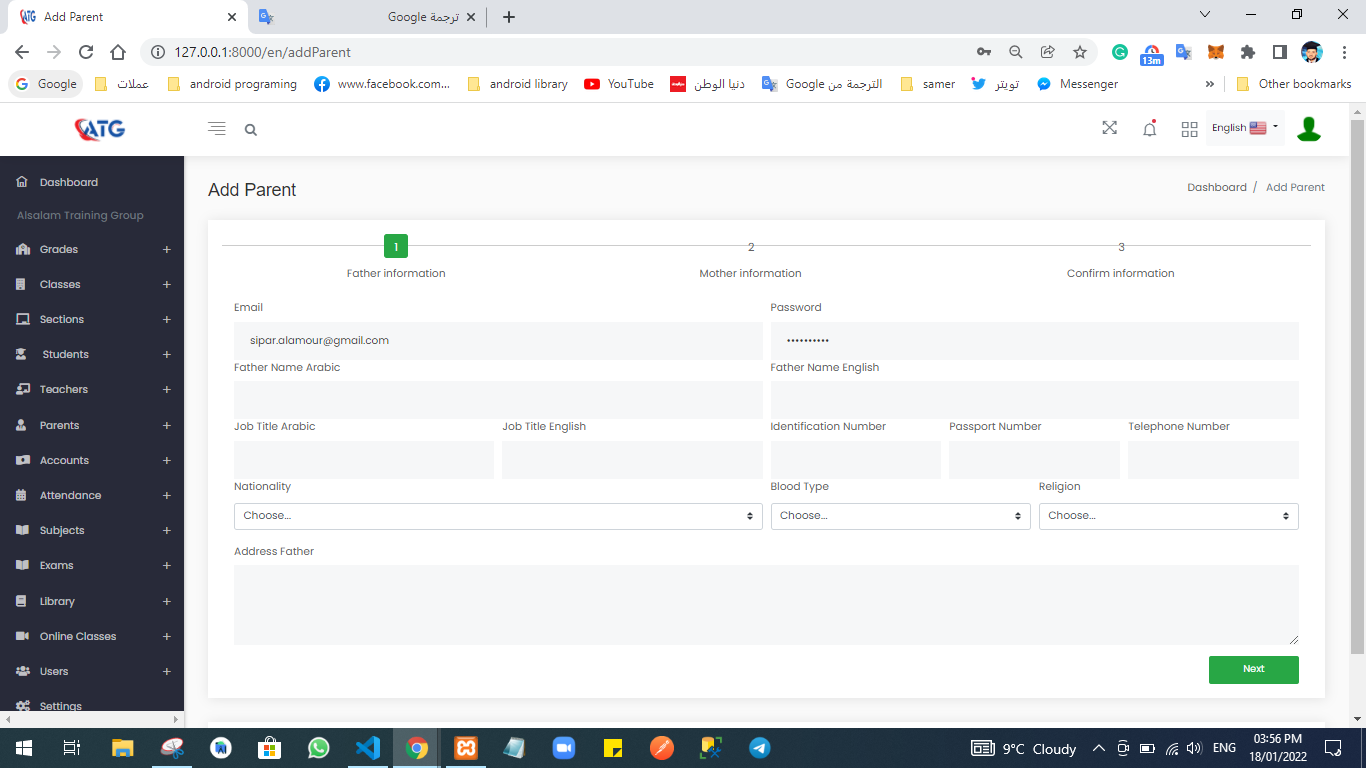 ATG Add Parent
ترجمة Google
127.0.0.1:8000/en/addParent
13m
Google
عملات
android programing
www.facebook.com...
android library
YouTube
دنيا الوطن
الترجمة من Google
samer
تويتر
Messenger
»
Other bookmarks
ATG
English
Dashboard
Alsalam Training Group
Grades +
Classes +
Sections +
Students +
Teachers +
Parents +
Accounts +
Attendance +
Subjects +
Exams +
Library +
Online Classes +
Users +
Settings
Add Parent
Dashboard / Add Parent
1 2 3
Father information Mother information Confirm information
Email Password
sipar.alamour@gmail.com ••••••••••
Father Name Arabic Father Name English
Job Title Arabic Job Title English Identification Number Passport Number Telephone Number
Nationality Blood Type Religion
Choose... Choose... Choose...
Address Father
Next
9°C Cloudy
ENG
03:56 PM
18/01/2022